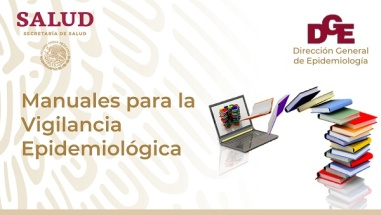 SALUD
SECRETARÍA DE SALUD
DGE
Dirección General
de Epidemiología
Manuales para la
Vigilancia
Epidemiológica